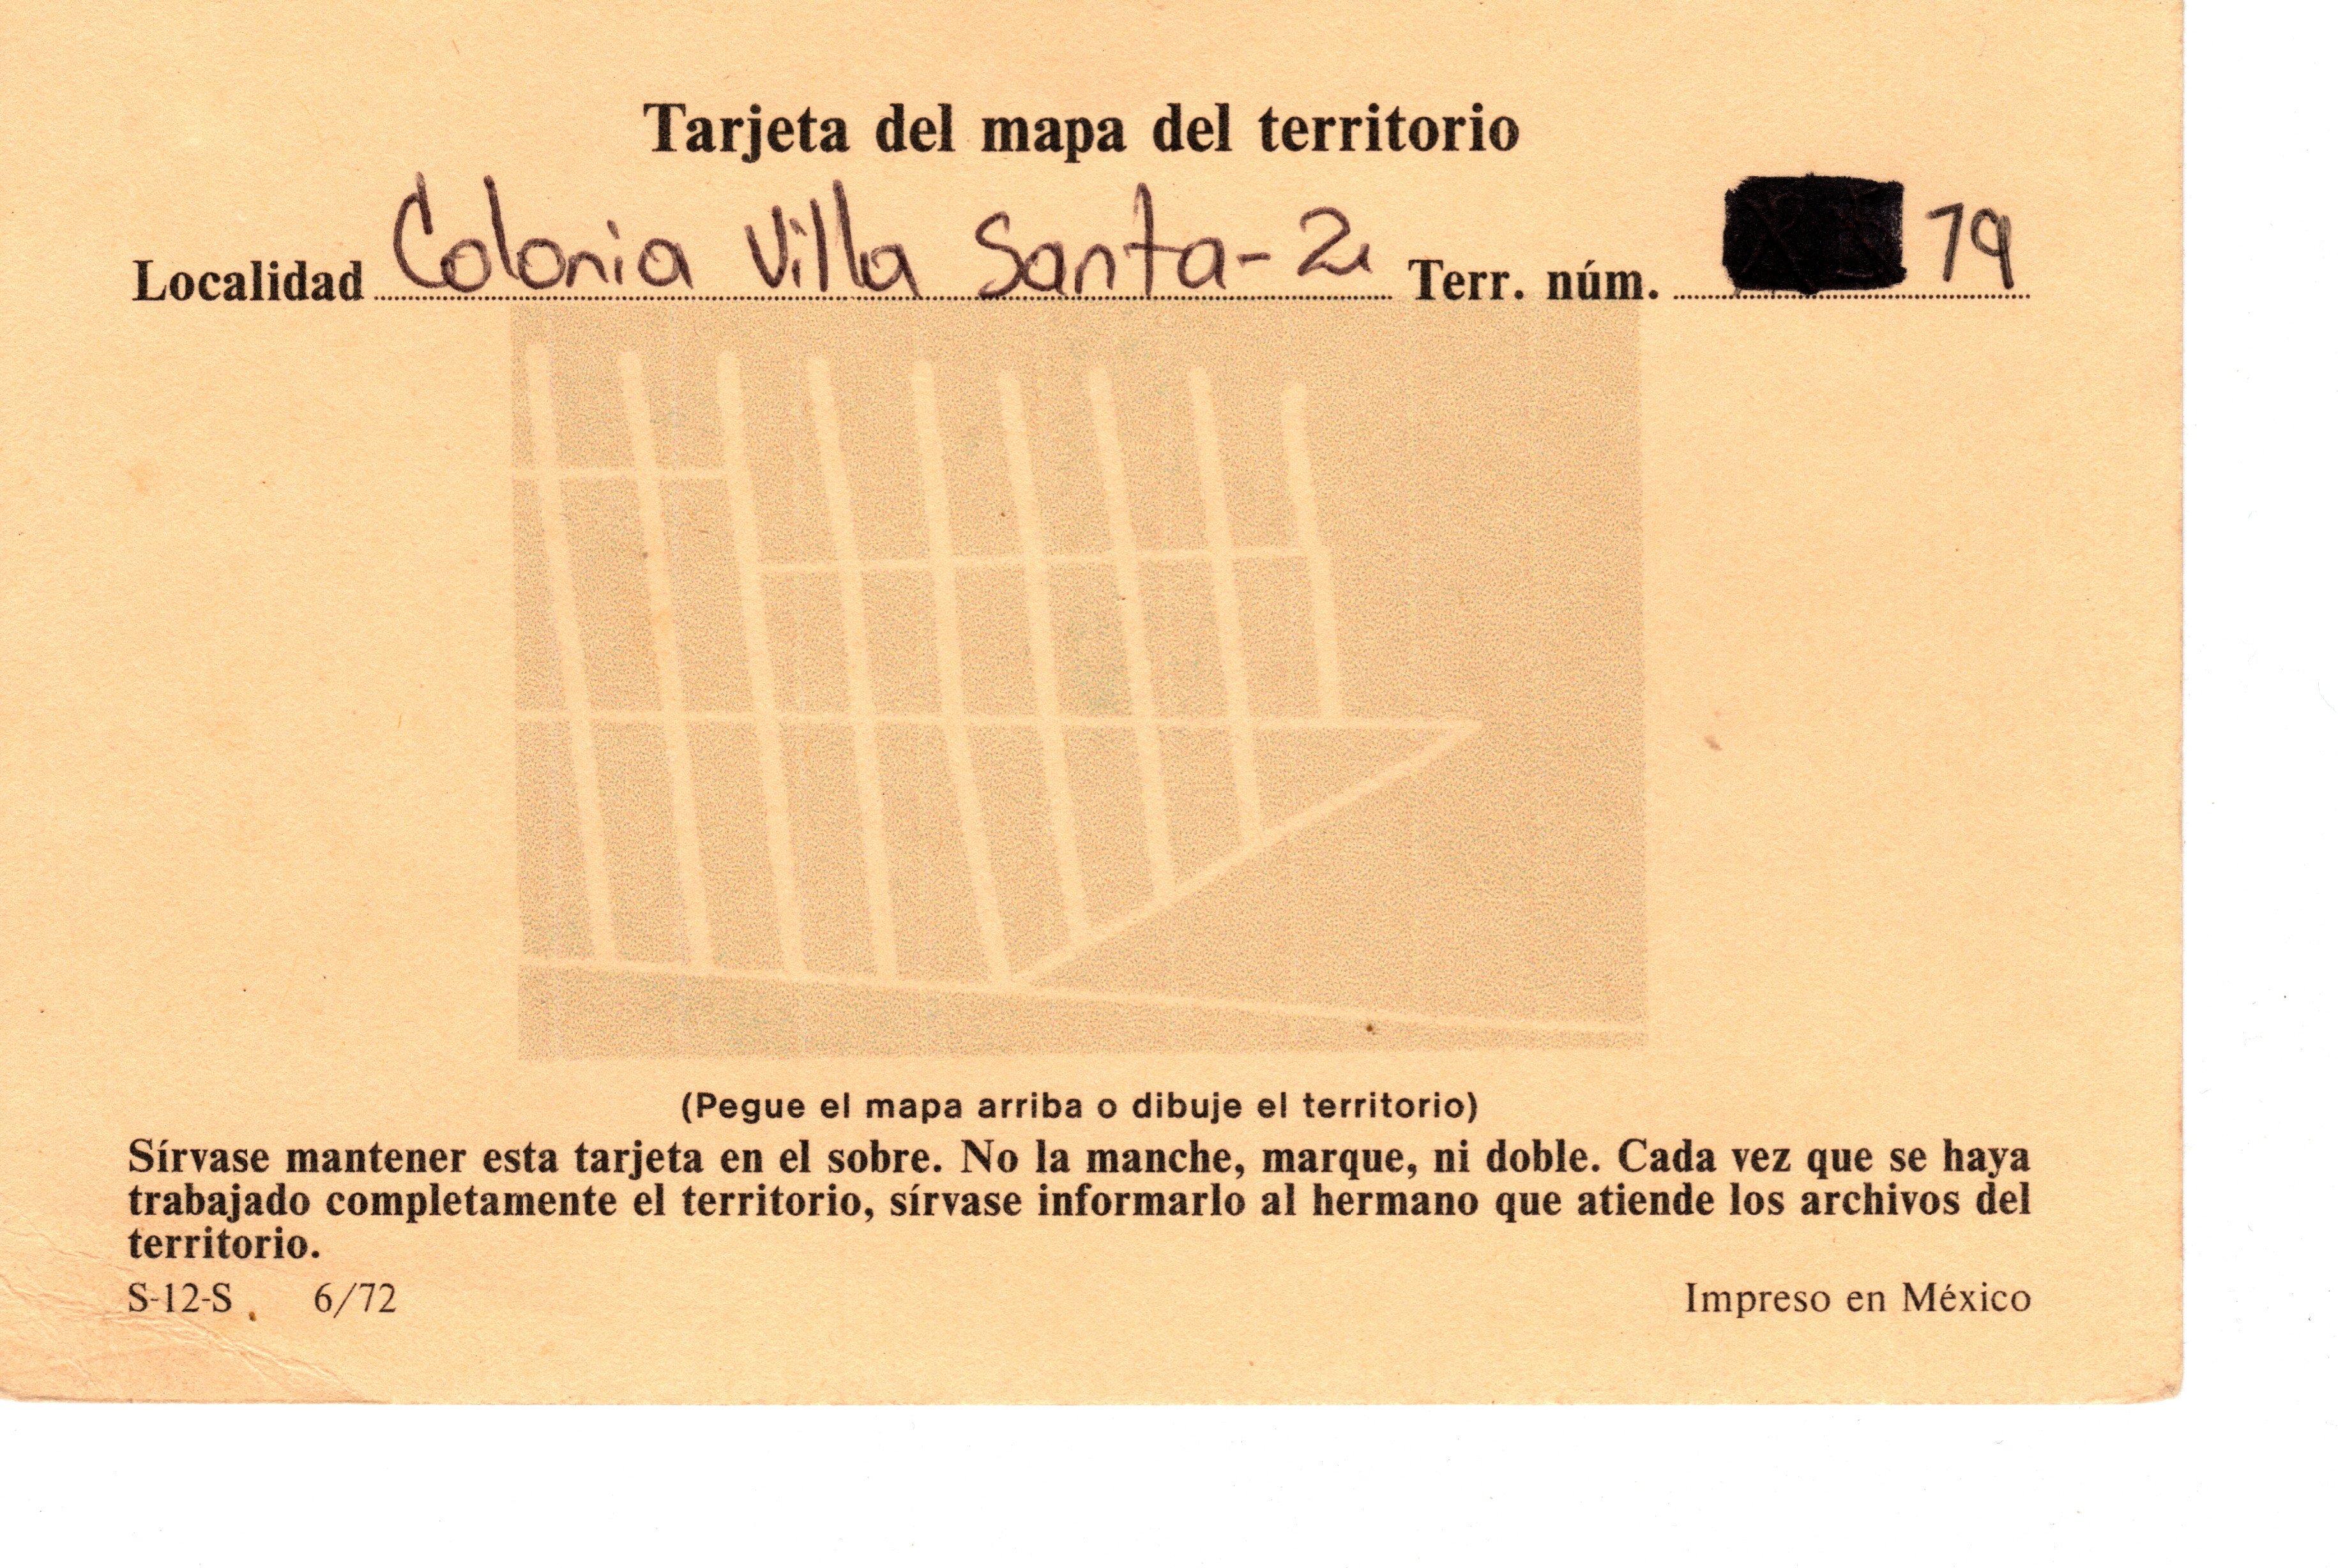 Tarjeta del mapa del territorio
Localidad Colonia Villa Santa-2 Terr. núm. 19
(Pegue el mapa arriba o dibuje el territorio)
Sírvase mantener esta tarjeta en el sobre. No la manche, marque, ni doble. Cada vez que se haya
trabajado completamente el territorio, sírvase informarlo al hermano que atiende los archivos del
territorio.
S-12-S 6/72 Impreso en México